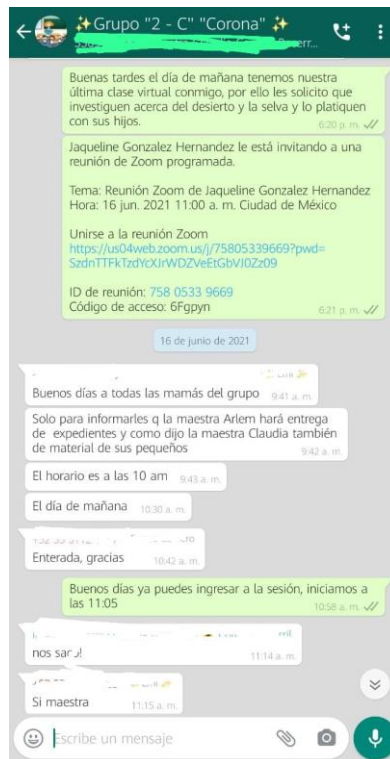 Grupo "2 - C" "Corona"
Buenas tardes el día de mañana tenemos nuestra
última clase virtual conmigo, por ello les solicito que
investiguen acerca del desierto y la selva y lo platiquen
con sus hijos.
6:20 p. m.
Jaqueline Gonzalez Hernandez le está invitando a una
reunión de Zoom programada.
Tema: Reunión Zoom de Jaqueline Gonzalez Hernandez
Hora: 16 jun. 2021 11:00 a. m. Ciudad de México
Unirse a la reunión Zoom
https://us04web.zoom.us/j/75805339669?pwd=
SzdnTTFkTzdYcXJrWDZVeEtGbVJ0Zz09
ID de reunión: 758 0533 9669
Código de acceso: 6Fgpyn
6:21 p. m.
16 de junio de 2021
Buenos días a todas las mamás del grupo
9:41 a. m.
Solo para informarles q la maestra Arlem hará entrega
de expedientes y como dijo la maestra Claudia también
de material de sus pequeños
9:42 a. m.
El horario es a las 10 am
9:43 a. m.
El día de mañana
10:30 a. m.
Enterada, gracias
10:42 a. m.
Buenos días ya puedes ingresar a la sesión, iniciamos a
las 11:05
10:58 a. m.
nos
11:14 a. m.
Si maestra
11:15 a. m.
Escribe un mensaje